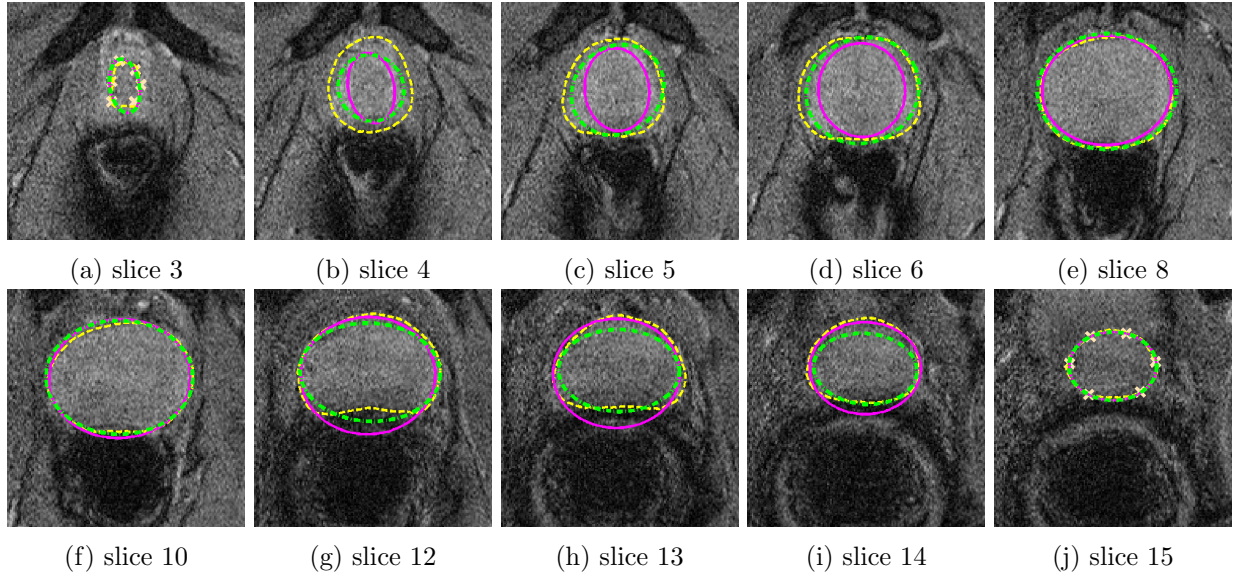 (a) slice 3
(b) slice 4
(c) slice 5
(d) slice 6
(e) slice 8
(f) slice 10
(g) slice 12
(h) slice 13
(i) slice 14
(j) slice 15